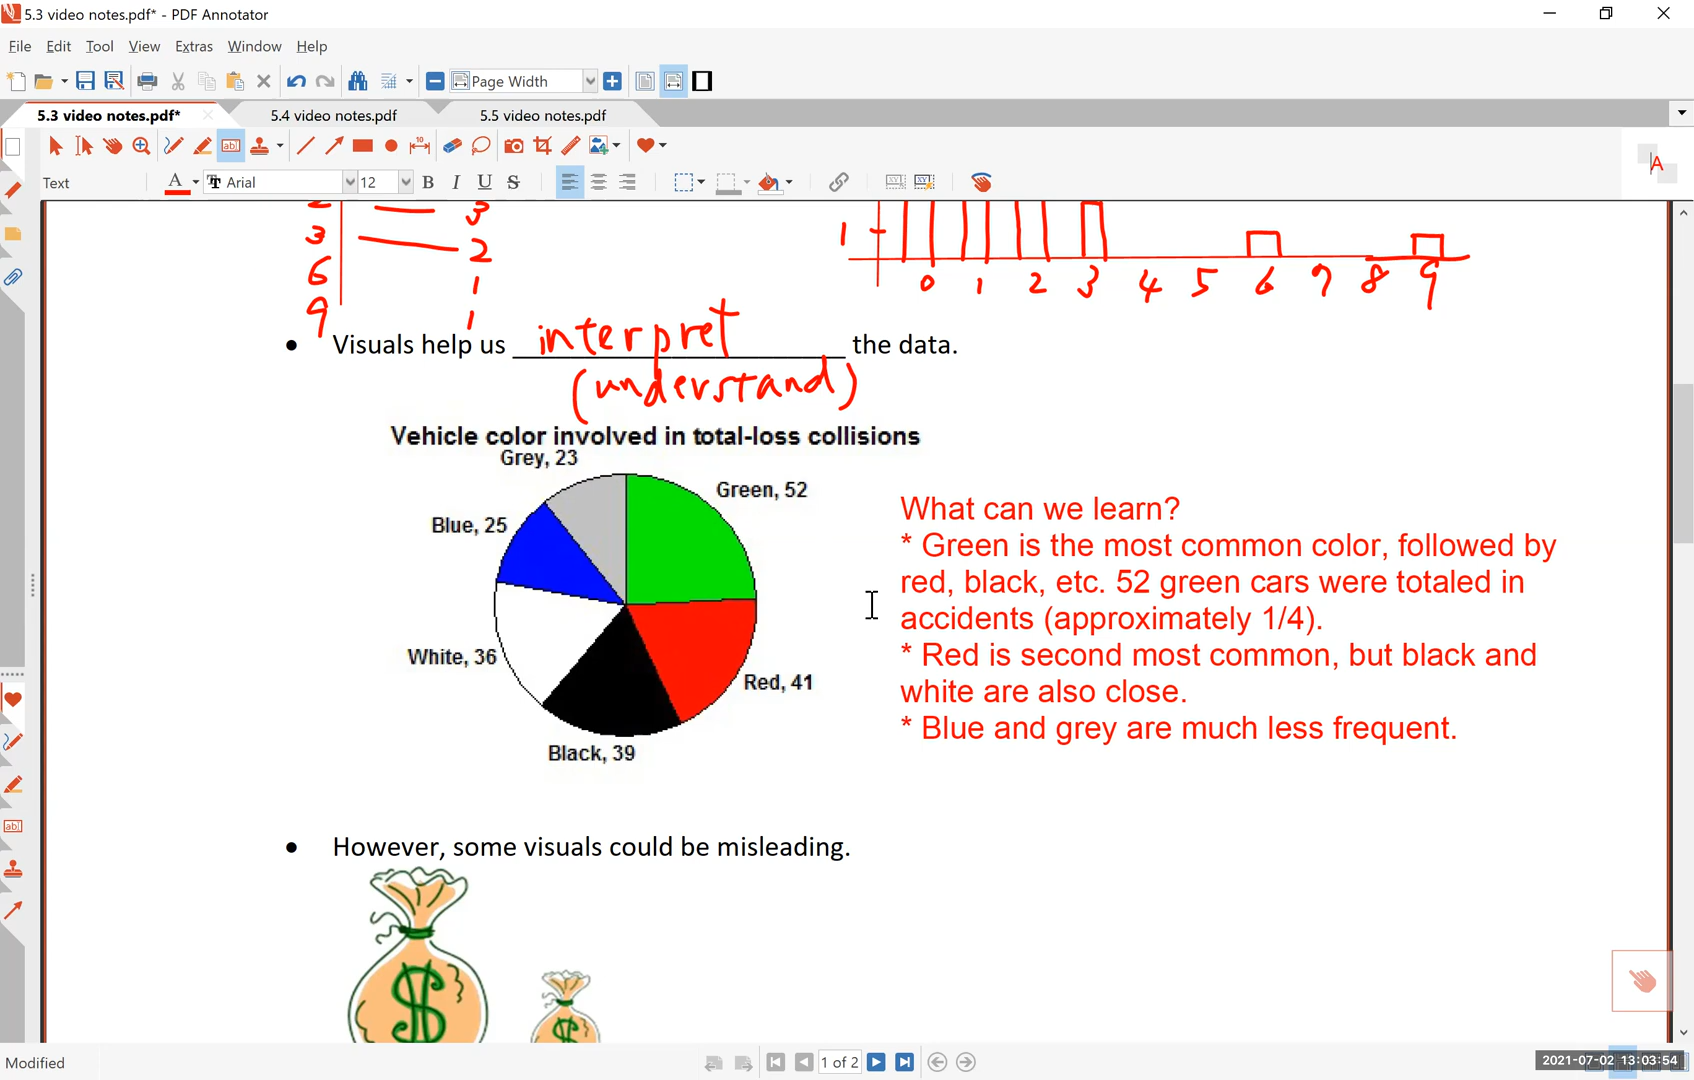 5.3 video notes.pdf* - PDF Annotator
File Edit Tool View Extras Window Help
Page Width
5.3 video notes.pdf* 5.4 video notes.pdf 5.5 video notes.pdf
Text A Arial 12 B I U S
3
3 2
6 1
9 1
1
0 1 2 3 4 5 6 7 8 9
• Visuals help us interpret the data.
(understand)
Vehicle color involved in total-loss collisions
Grey, 23
Green, 52
Blue, 25
White, 36
Red, 41
Black, 39
What can we learn?
* Green is the most common color, followed by
red, black, etc. 52 green cars were totaled in
accidents (approximately 1/4).
* Red is second most common, but black and
white are also close.
* Blue and grey are much less frequent.
• However, some visuals could be misleading.
$
$
Modified
1 of 2
2021-07-02 13:03:54